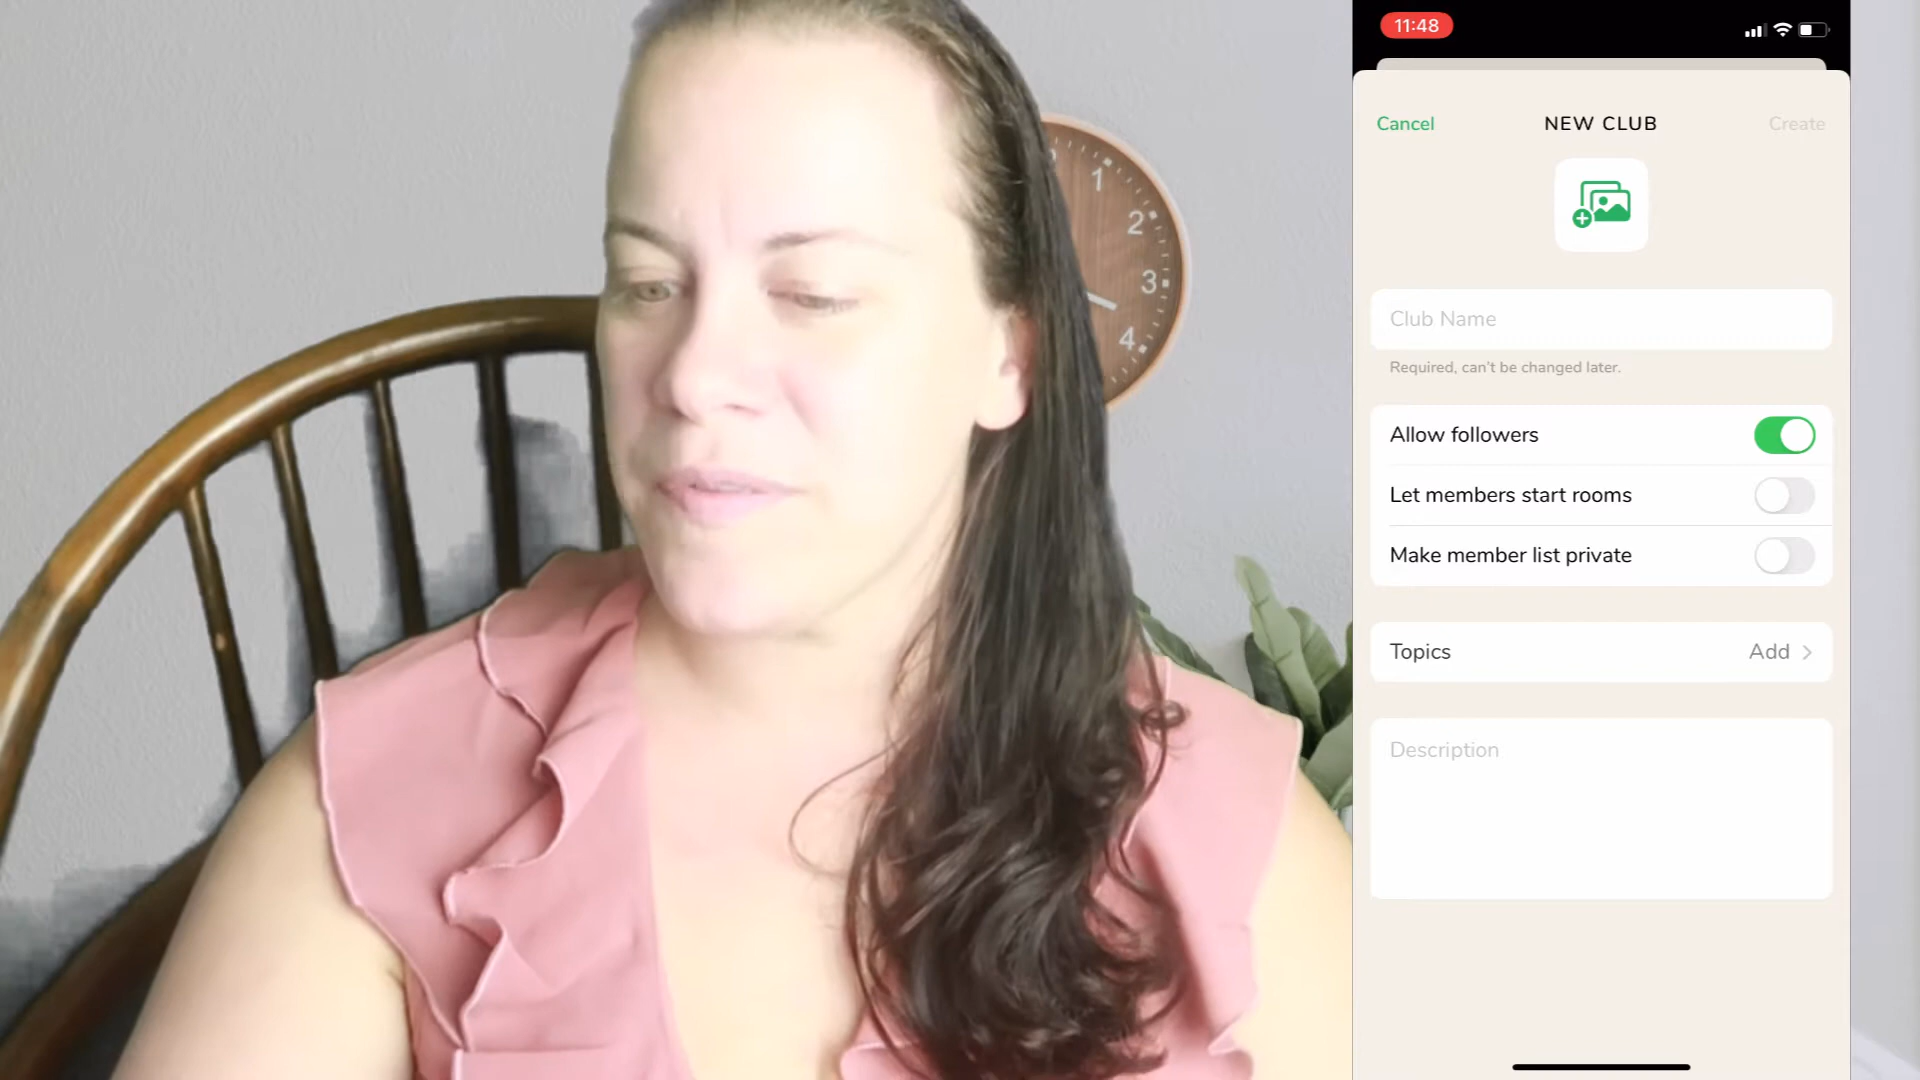 1
2
3
4
11:48
Cancel
NEW CLUB
Create
Club Name
Required, can't be changed later.
Allow followers
Let members start rooms
Make member list private
Topics
Add
Description